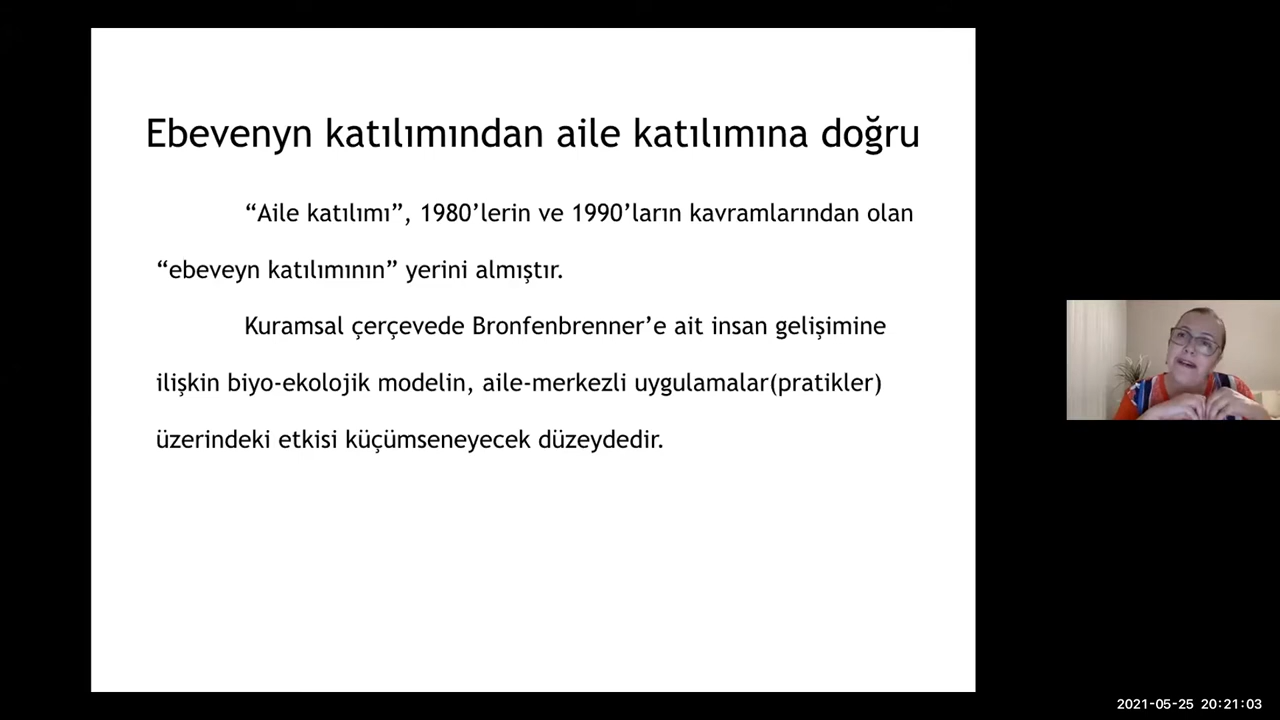 Ebevenyn katılımından aile katılımına doğru
“Aile katılımı”, 1980’lerin ve 1990’ların kavramlarından olan
“ebeveyn katılımının” yerini almıştır.
Kuramsal çerçevede Bronfenbrenner’e ait insan gelişimine
ilişkin biyo-ekolojik modelin, aile-merkezli uygulamalar(pratikler)
üzerindeki etkisi küçümseneyecek düzeydedir.
2021-05-25 20:21:03